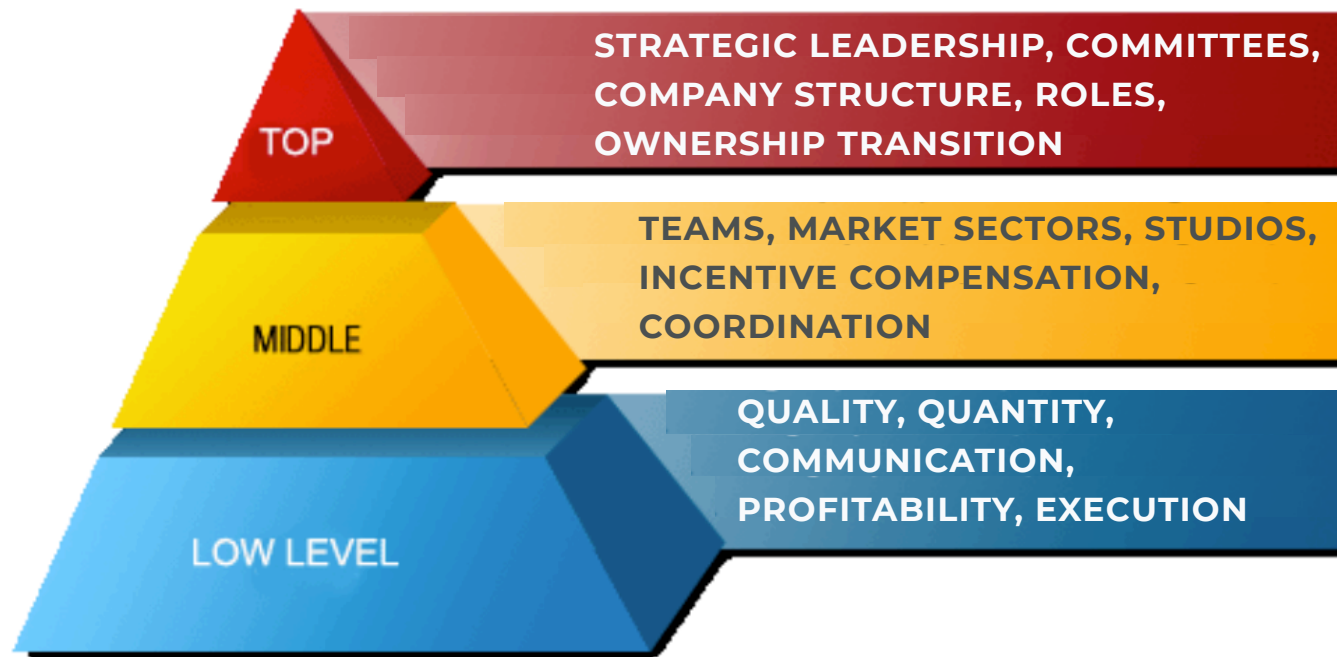 TOP
STRATEGIC LEADERSHIP, COMMITTEES,
COMPANY STRUCTURE, ROLES,
OWNERSHIP TRANSITION
MIDDLE
TEAMS, MARKET SECTORS, STUDIOS,
INCENTIVE COMPENSATION,
COORDINATION
LOW LEVEL
QUALITY, QUANTITY,
COMMUNICATION,
PROFITABILITY, EXECUTION